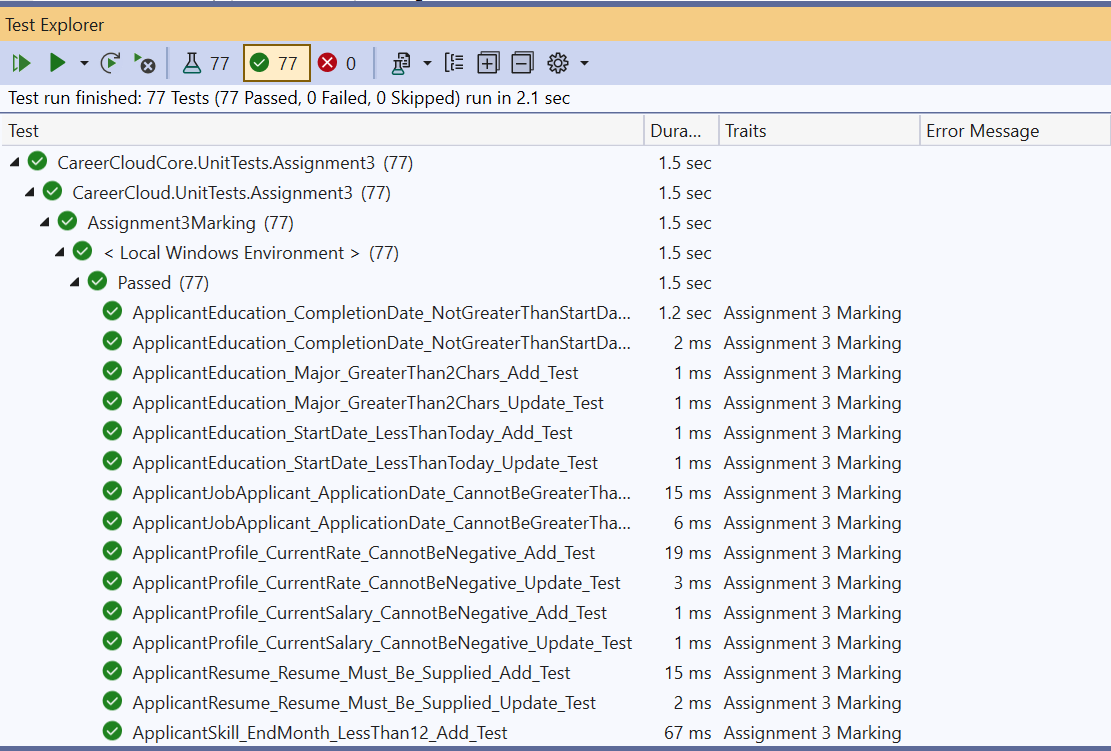 Test Explorer
77 77 0
Test run finished: 77 Tests (77 Passed, 0 Failed, 0 Skipped) run in 2.1 sec
Test Dura... Traits Error Message
CareerCloudCore.UnitTests.Assignment3 (77) 1.5 sec
CareerCloud.UnitTests.Assignment3 (77) 1.5 sec
Assignment3Marking (77) 1.5 sec
< Local Windows Environment > (77) 1.5 sec
Passed (77) 1.5 sec
ApplicantEducation_CompletionDate_NotGreaterThanStartDa... 1.2 sec Assignment 3 Marking
ApplicantEducation_CompletionDate_NotGreaterThanStartDa... 2 ms Assignment 3 Marking
ApplicantEducation_Major_GreaterThan2Chars_Add_Test 1 ms Assignment 3 Marking
ApplicantEducation_Major_GreaterThan2Chars_Update_Test 1 ms Assignment 3 Marking
ApplicantEducation_StartDate_LessThanToday_Add_Test 1 ms Assignment 3 Marking
ApplicantEducation_StartDate_LessThanToday_Update_Test 1 ms Assignment 3 Marking
ApplicantJobApplicant_ApplicationDate_CannotBeGreaterTha... 15 ms Assignment 3 Marking
ApplicantJobApplicant_ApplicationDate_CannotBeGreaterTha... 6 ms Assignment 3 Marking
ApplicantProfile_CurrentRate_CannotBeNegative_Add_Test 19 ms Assignment 3 Marking
ApplicantProfile_CurrentRate_CannotBeNegative_Update_Test 3 ms Assignment 3 Marking
ApplicantProfile_CurrentSalary_CannotBeNegative_Add_Test 1 ms Assignment 3 Marking
ApplicantProfile_CurrentSalary_CannotBeNegative_Update_Test 1 ms Assignment 3 Marking
ApplicantResume_Resume_Must_Be_Supplied_Add_Test 15 ms Assignment 3 Marking
ApplicantResume_Resume_Must_Be_Supplied_Update_Test 2 ms Assignment 3 Marking
ApplicantSkill_EndMonth_LessThan12_Add_Test 67 ms Assignment 3 Marking